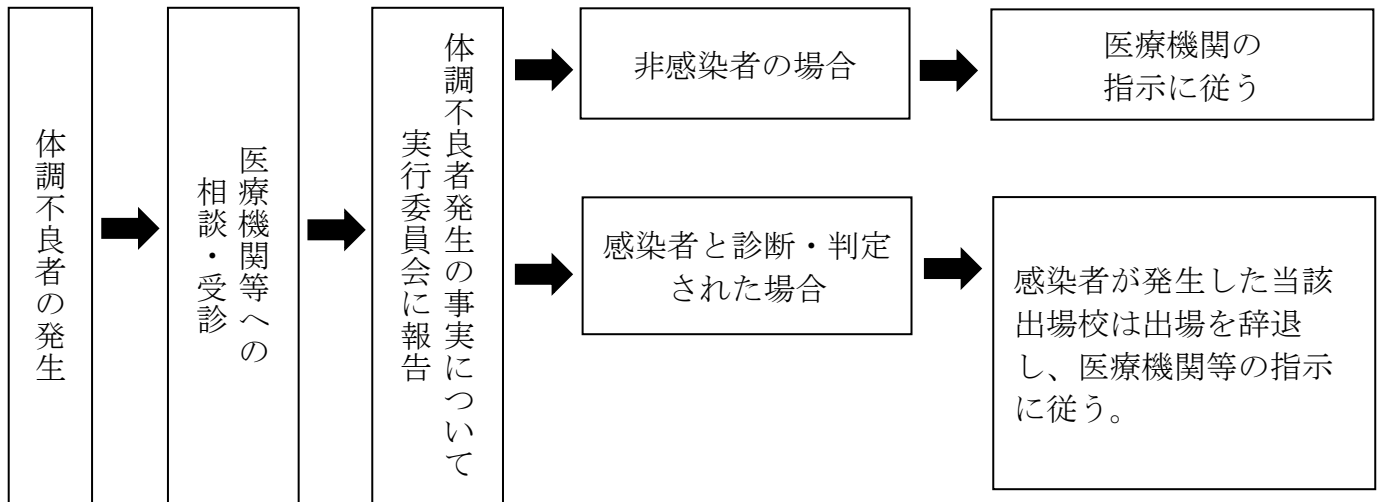 体調不良者の発生
医療機関等への
相談・受診
体調不良者発生の事実について
実行委員会に報告
非感染者の場合
医療機関の
指示に従う
感染者と診断・判定
された場合
感染者が発生した当該
出場校は出場を辞退
し、医療機関等の指示
に従う。